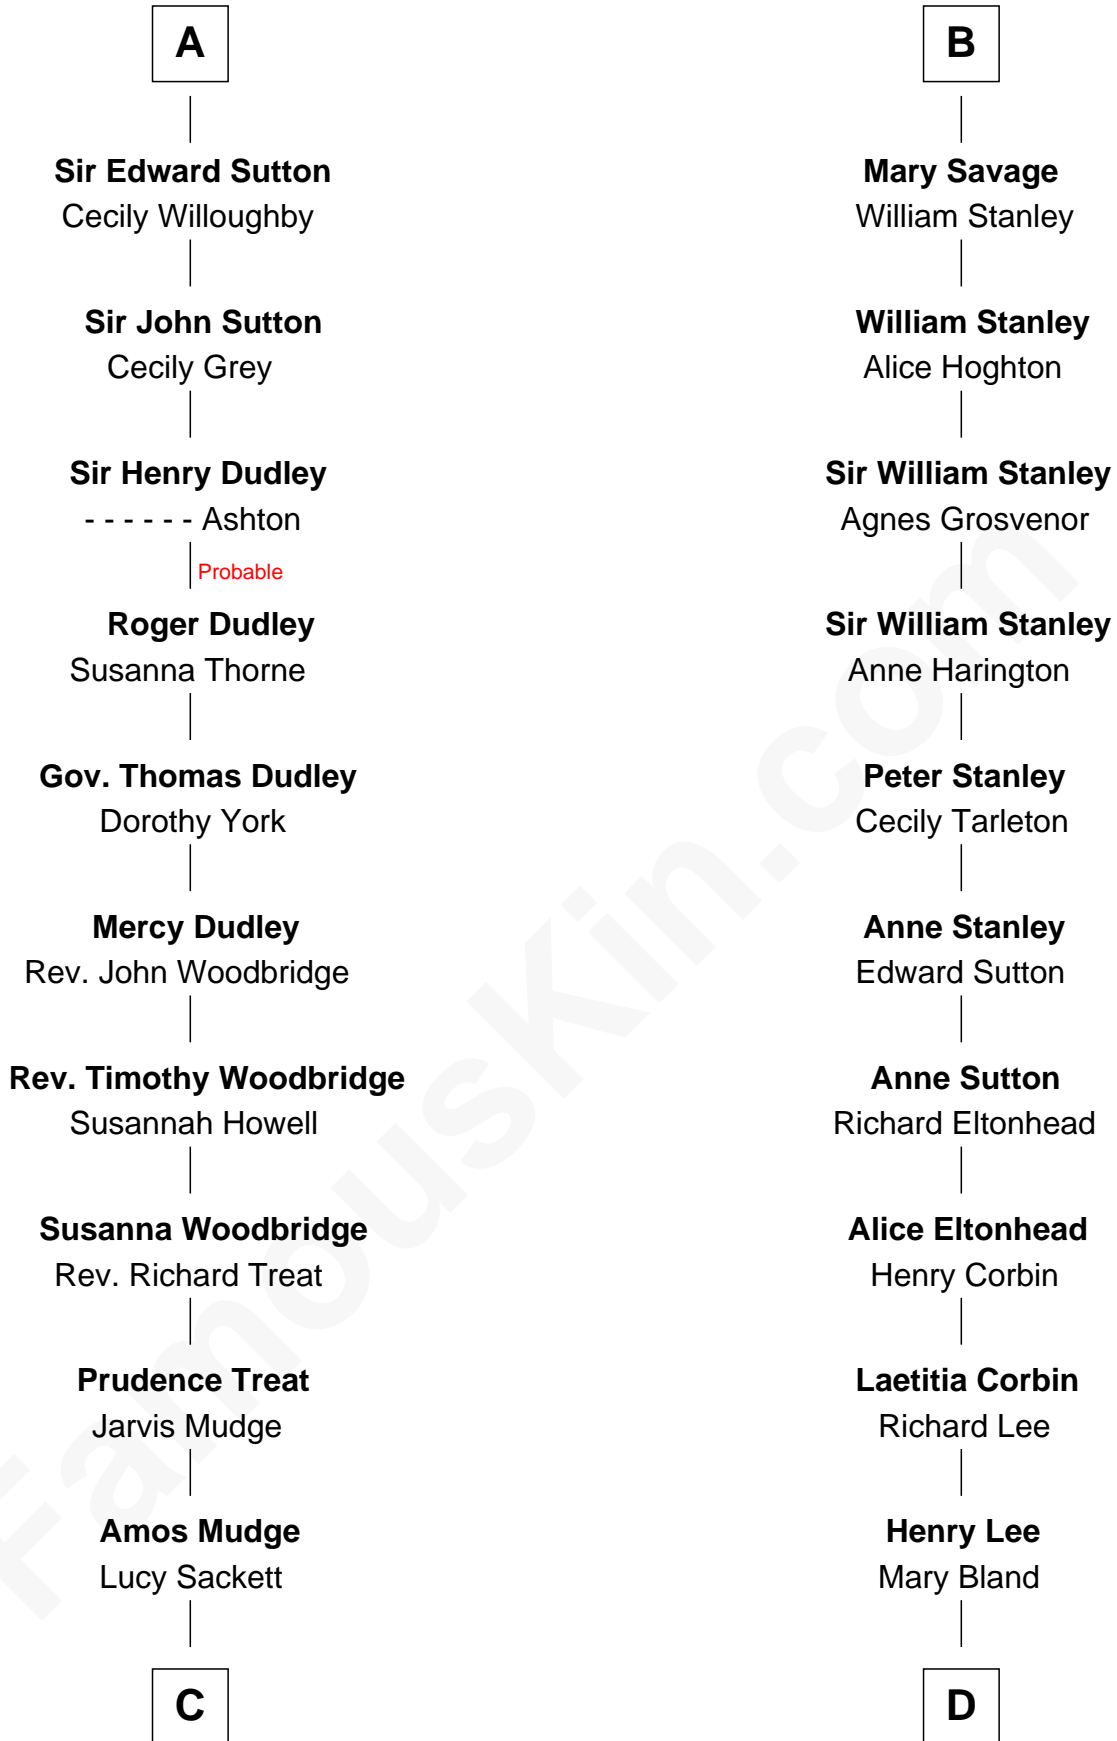 A
Sir Edward Sutton
Cecily Willoughby
Sir John Sutton
Cecily Grey
Sir Henry Dudley
- - - - - - Ashton
Probable
Roger Dudley
Susanna Thorne
Gov. Thomas Dudley
Dorothy York
Mercy Dudley
Rev. John Woodbridge
Rev. Timothy Woodbridge
Susannah Howell
Susanna Woodbridge
Rev. Richard Treat
Prudence Treat
Jarvis Mudge
Amos Mudge
Lucy Sackett
C
B
Mary Savage
William Stanley
William Stanley
Alice Hoghton
Sir William Stanley
Agnes Grosvenor
Sir William Stanley
Anne Harington
Peter Stanley
Cecily Tarleton
Anne Stanley
Edward Sutton
Anne Sutton
Richard Eltonhead
Alice Eltonhead
Henry Corbin
Laetitia Corbin
Richard Lee
Henry Lee
Mary Bland
D
FamousKin.com